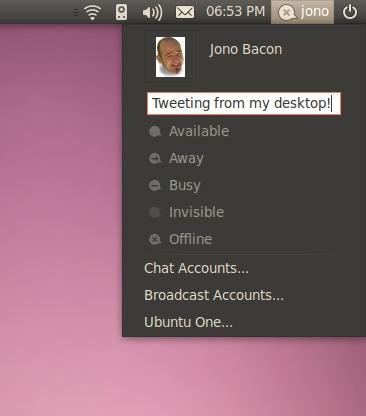 06:53 PM jono
Jono Bacon
Tweeting from my desktop!
Available
Away
Busy
Invisible
Offline
Chat Accounts...
Broadcast Accounts...
Ubuntu One...